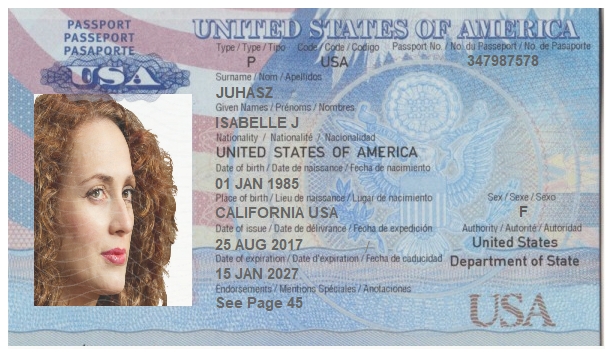 PASSPORT
PASSEPORT
PASAPORTE
USA
UNITED STATES OF AMERICA
Type / Type / Tipo Code / Code / Codigo Passport No. / No. du Passeport / No. de Pasaporte
P USA 347987578
Surname / Nom / Apellidos
JUHASZ
Given Names / Prénoms / Nombres
ISABELLE J
Nationality / Nationalité / Nacionalidad
UNITED STATES OF AMERICA
Date of birth / Date de naissance / Fecha de nacimiento
01 JAN 1985
Place of birth / Lieu de naissance / Lugar de nacimiento Sex / Sexe / Sexo
CALIFORNIA USA F
Date of issue / Date de délivrance / Fecha de expedición Authority / Autorité / Autoridad
25 AUG 2017 United States
Date of expiration / Date d'expiration / Fecha de caducidad Department of State
15 JAN 2027
Endorsements / Mentions Spéciales / Anotaciones
See Page 45
USA